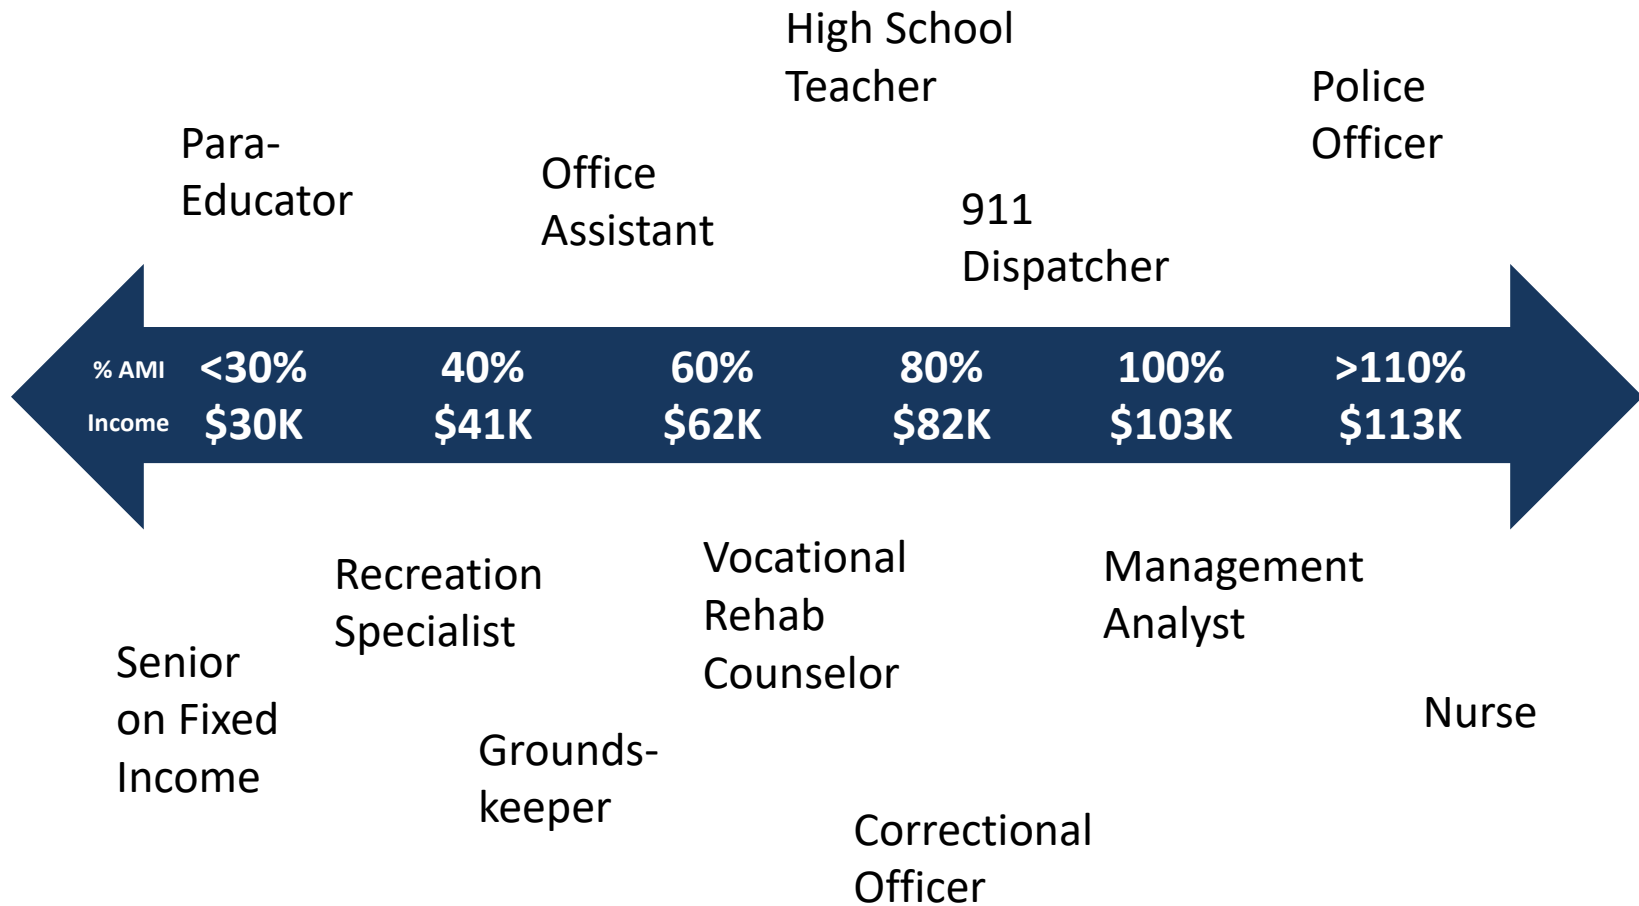 High School
Teacher
Police
Officer
Para-
Educator
Office
Assistant
911
Dispatcher
% AMI <30% 40% 60% 80% 100% >110%
Income $30K $41K $62K $82K $103K $113K
Recreation
Specialist
Vocational
Rehab
Counselor
Management
Analyst
Senior
on Fixed
Income
Grounds-
keeper
Nurse
Correctional
Officer